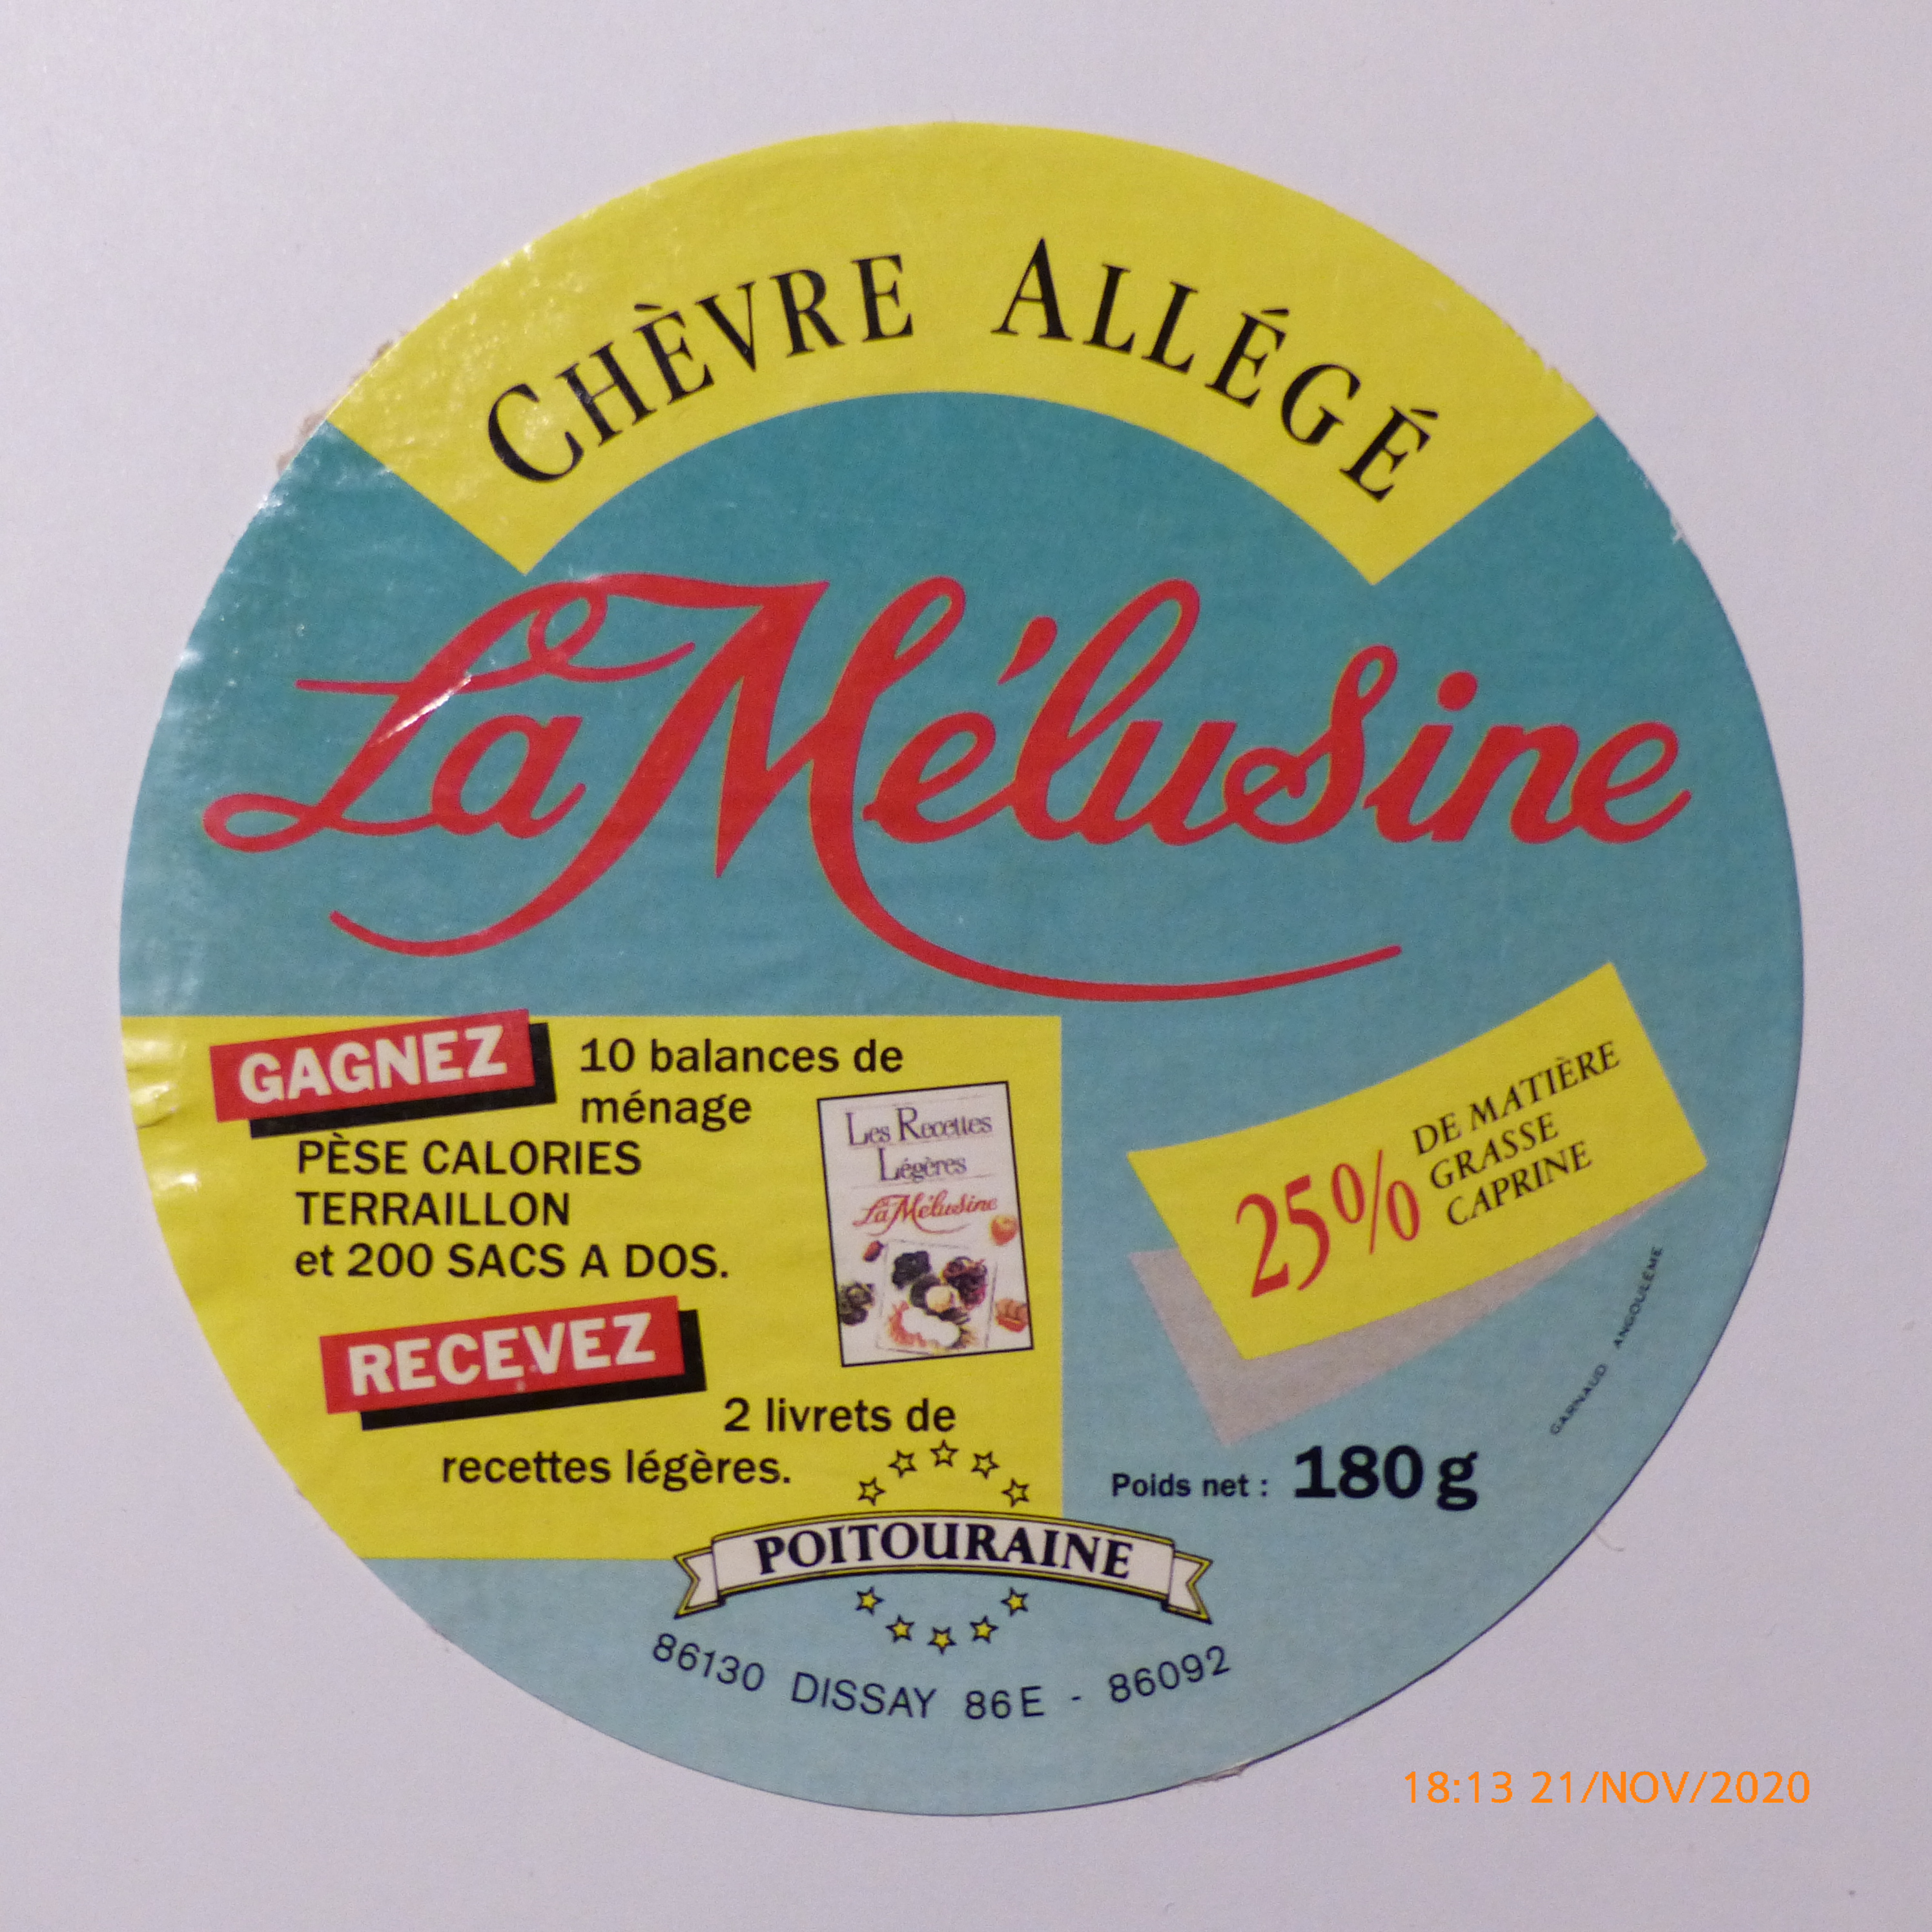 CHÈVRE ALLÉGÉ
La Mélusine
GAGNEZ
10 balances de
ménage
PÈSE CALORIES
TERRAILLON
et 200 SACS A DOS.
Les Recettes
Légères
La Mélusine
RECEVEZ
2 livrets de
recettes légères.
25% DE MATIÈRE
GRASSE
CAPRINE
GARNAUD ANGOULÊME
Poids net : 180 g
POITOURAINE
86130 DISSAY 86E - 86092
18:13 21/NOV/2020